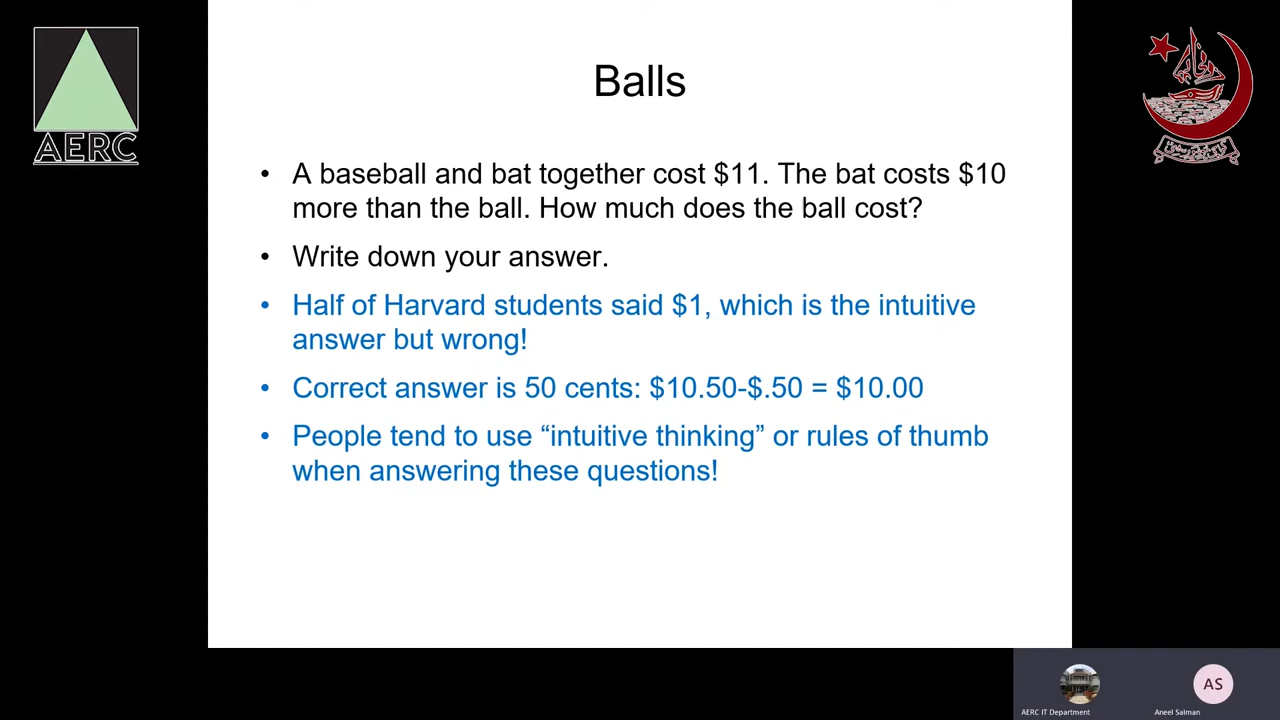 Balls
• A baseball and bat together cost $11. The bat costs $10
more than the ball. How much does the ball cost?
• Write down your answer.
• Half of Harvard students said $1, which is the intuitive
answer but wrong!
• Correct answer is 50 cents: $10.50-$.50 = $10.00
• People tend to use “intuitive thinking” or rules of thumb
when answering these questions!
AERC
AS
AERC IT Department
Aneel Salman